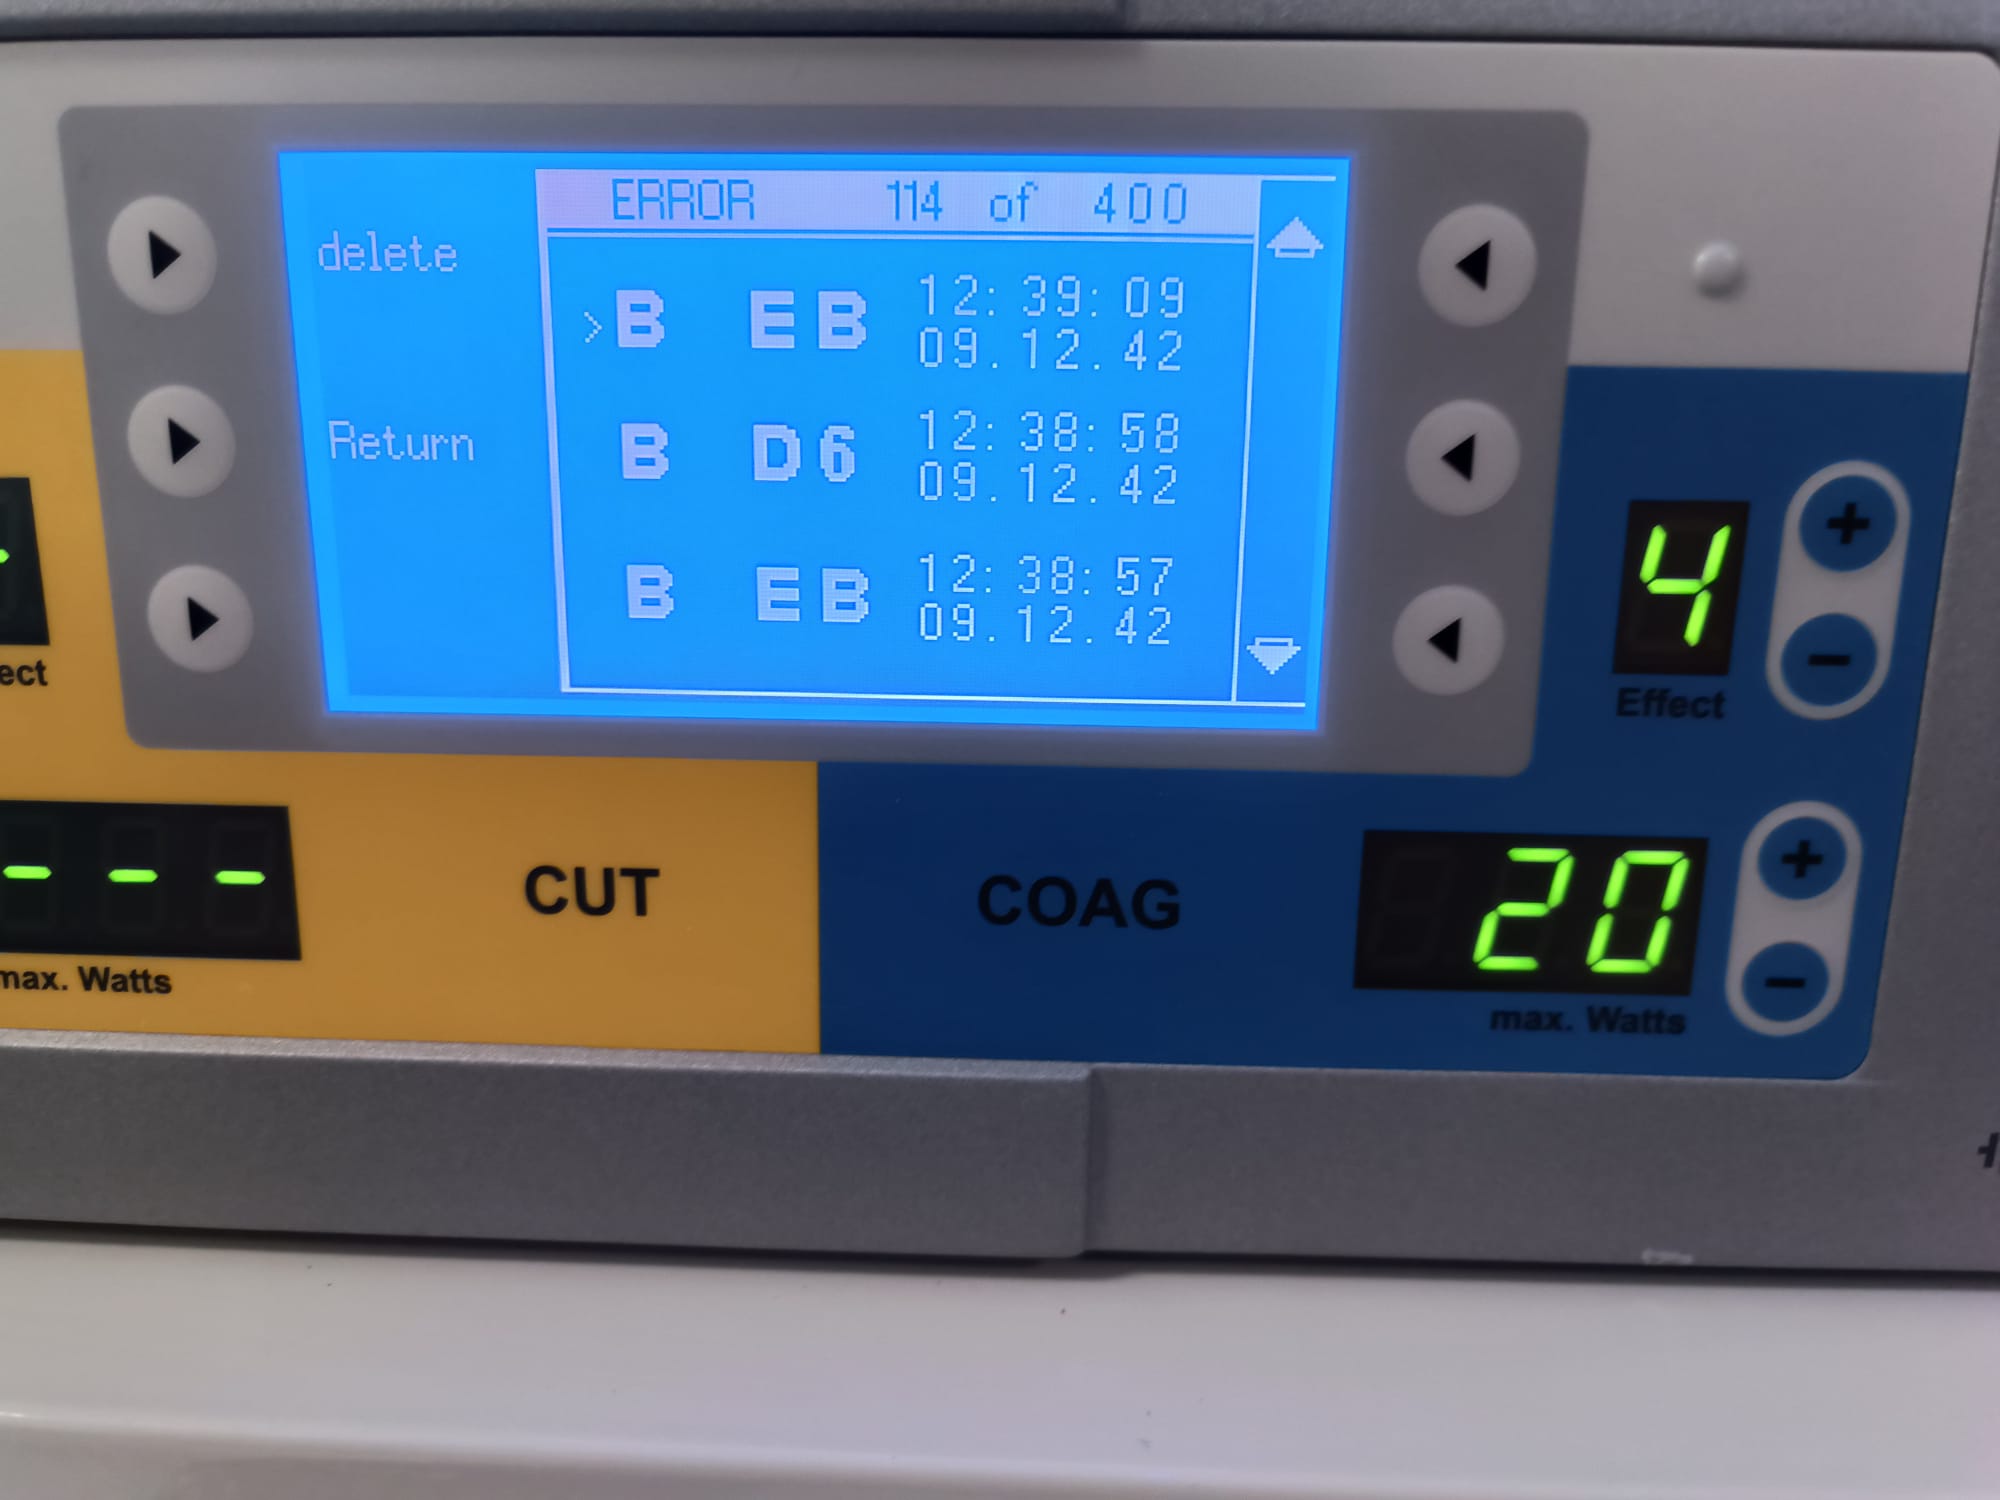 ERROR 114 of 400
delete
>B EB 12:39:09
09.12.42
Return
B D6 12:38:58
09.12.42
B EB 12:38:57
09.12.42
4
Effect
ect
- - -
max. Watts
CUT
COAG
20
max. Watts